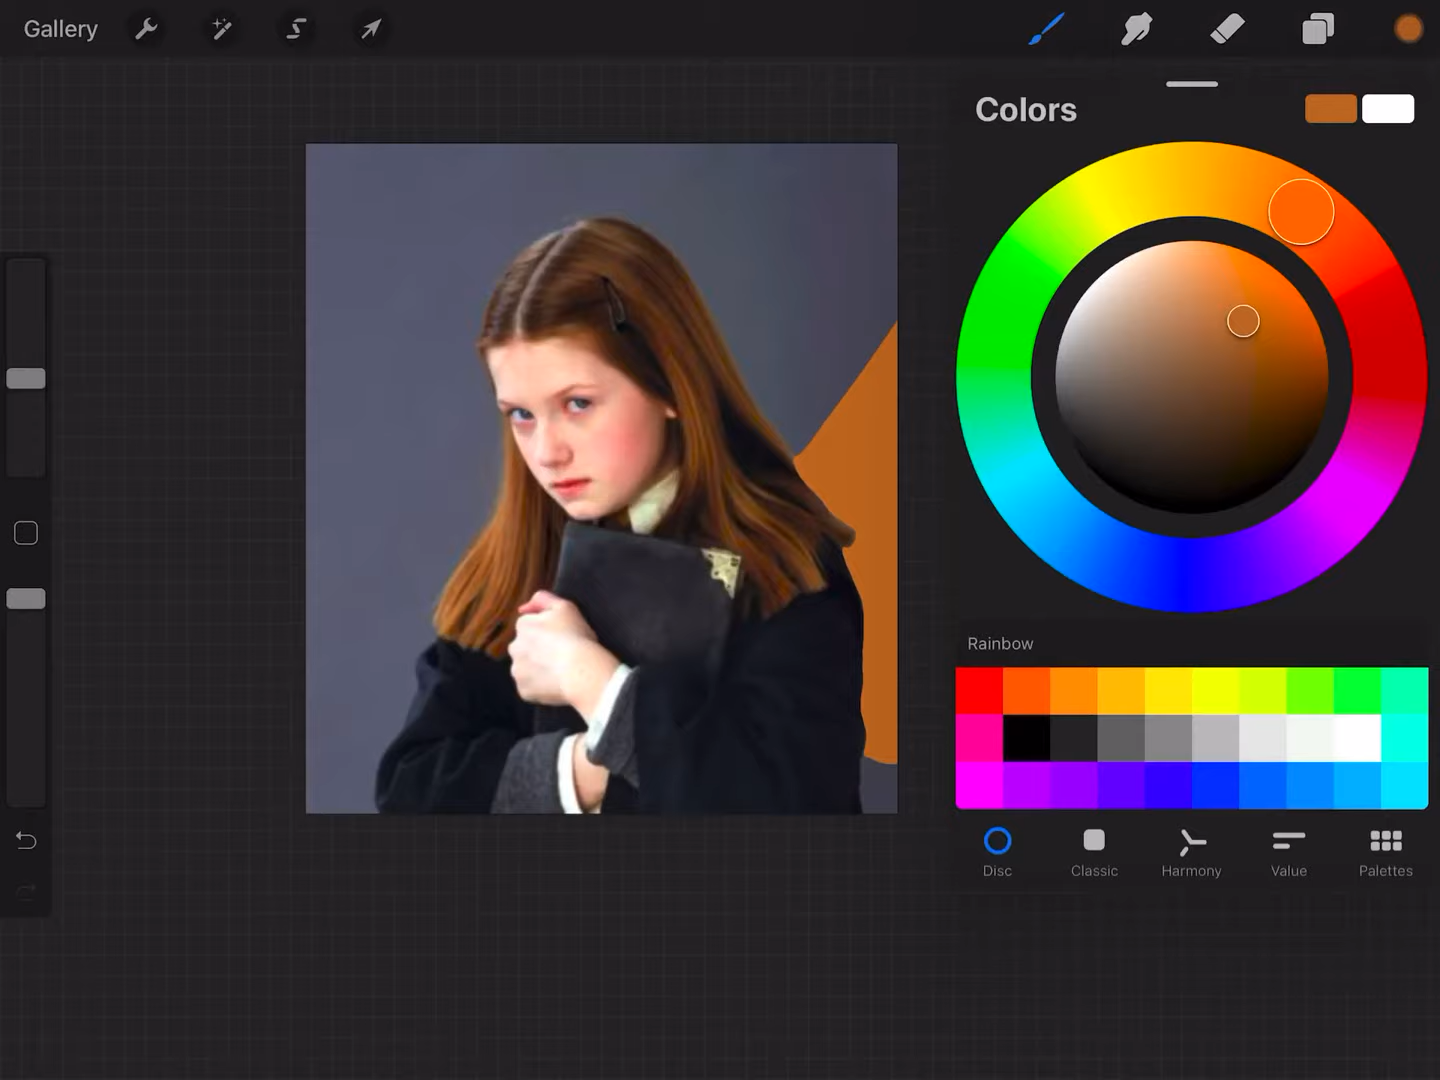 Gallery
Colors
Rainbow
Disc
Classic
Harmony
Value
Palettes